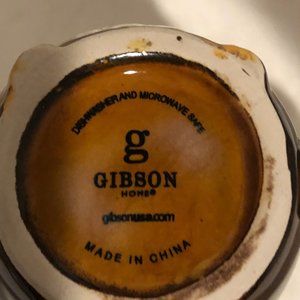 DISHWASHER AND MICROWAVE SAFE
g
GIBSON
HOME®
gibsonusa.com
MADE IN CHINA